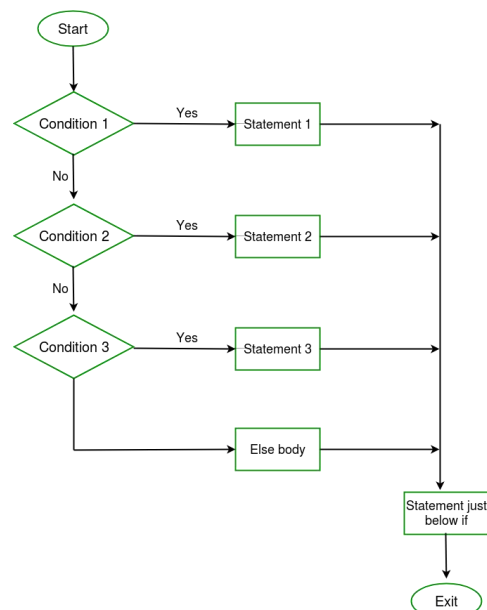 Start
Condition 1
Yes
Statement 1
No
Condition 2
Yes
Statement 2
No
Condition 3
Yes
Statement 3
Else body
Statement just
below if
Exit